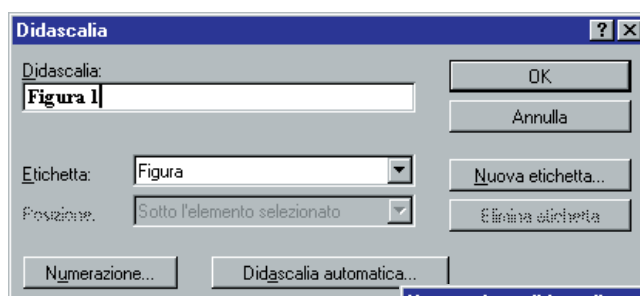 Didascalia
Didascalia:
Figura 1
OK
Annulla
Etichetta:
Figura
Nuova etichetta...
Posizione:
Sotto l'elemento selezionato
Elimina etichetta
Numerazione...
Didascalia automatica...